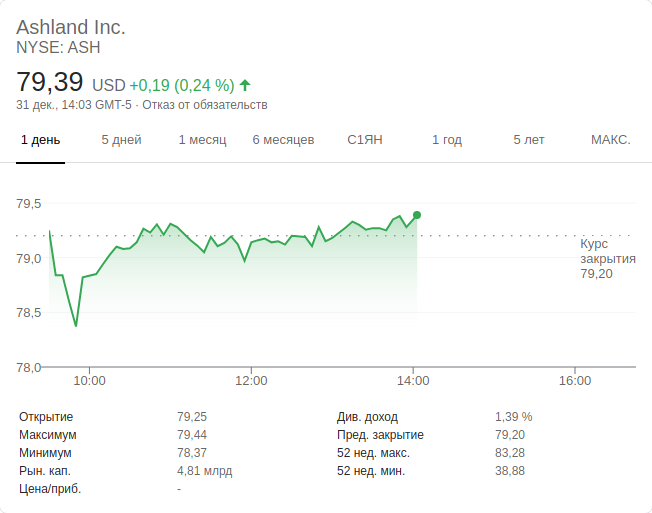 Ashland Inc.
NYSE: ASH
79,39 USD +0,19 (0,24 %)
31 дек., 14:03 GMT-5 · Отказ от обязательств
1 день 5 дней 1 месяц 6 месяцев С1ЯН 1 год 5 лет МАКС.
79,5
79,0
78,5
78,0
Курс
закрытия
79,20
10:00 12:00 14:00 16:00
Открытие 79,25 Див. доход 1,39 %
Максимум 79,44 Пред. закрытие 79,20
Минимум 78,37 52 нед. макс. 83,28
Рын. кап. 4,81 млрд 52 нед. мин. 38,88
Цена/приб. -